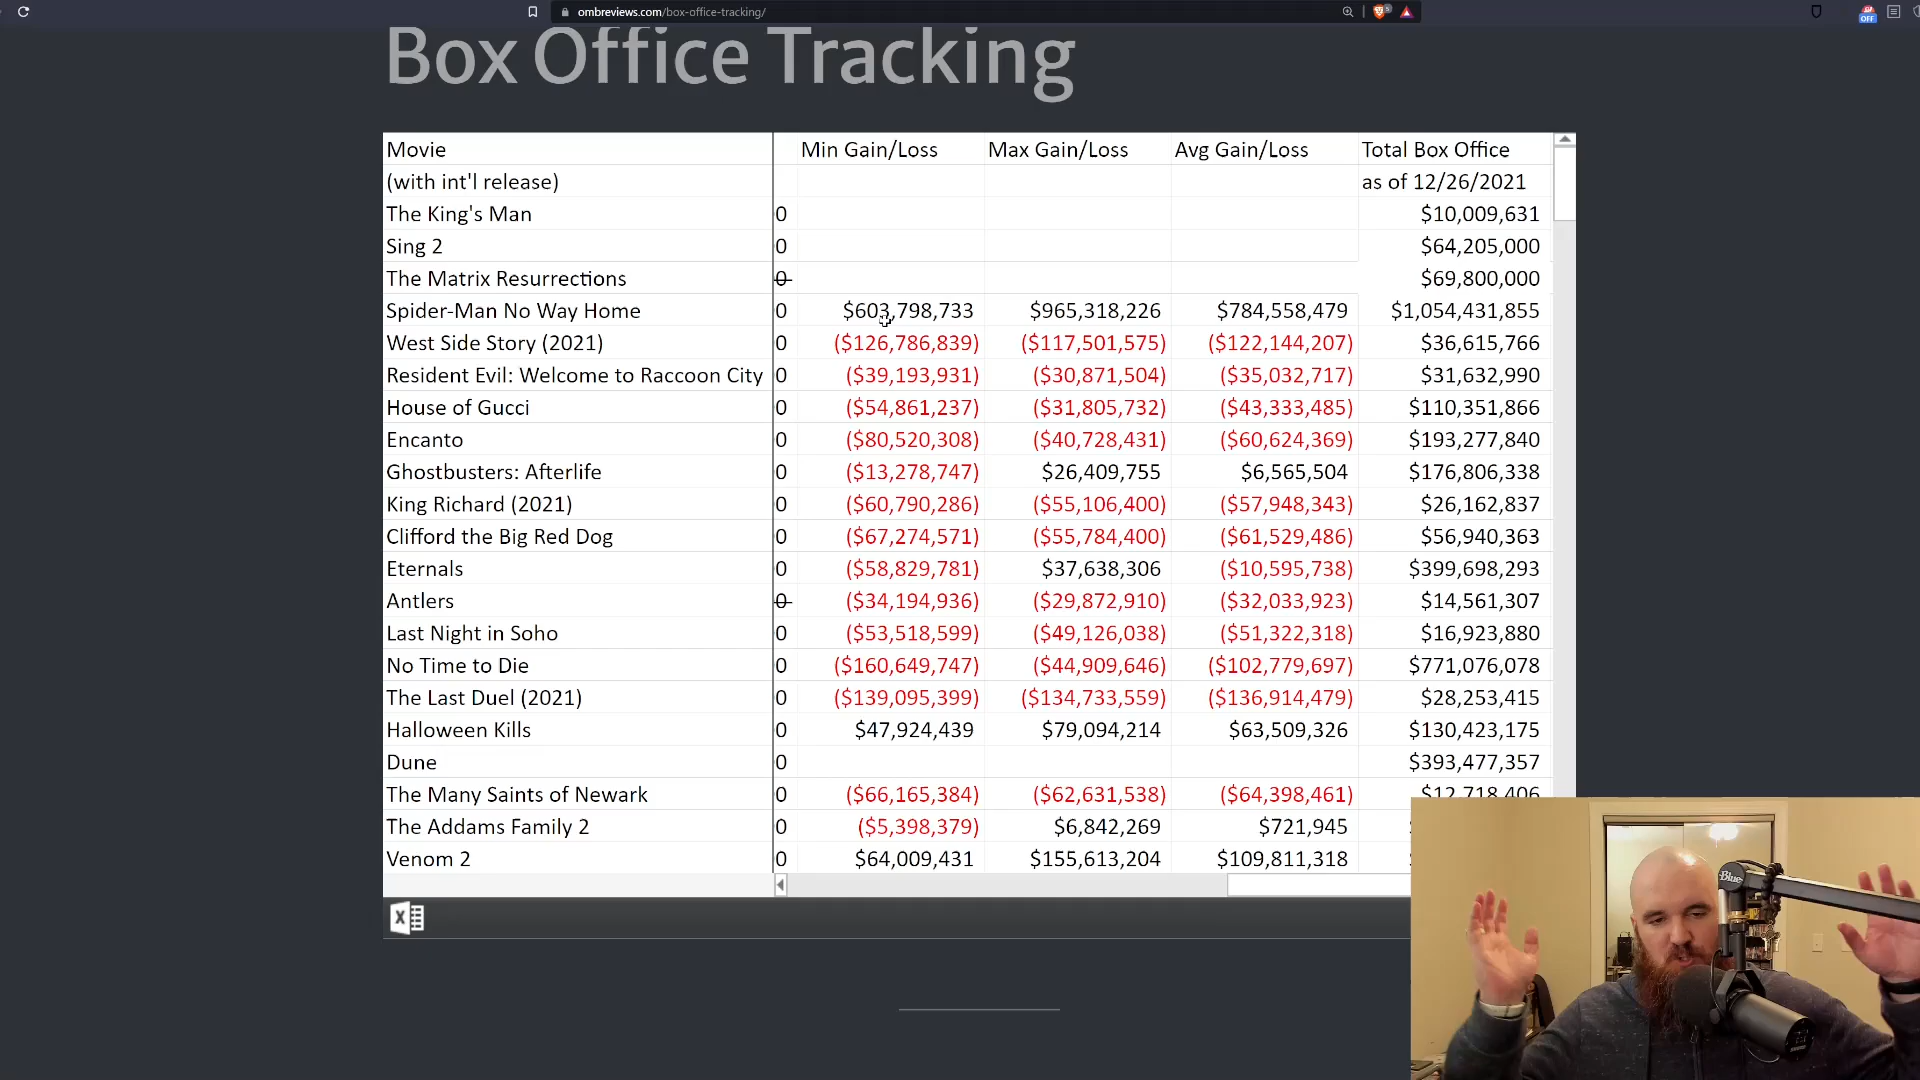 ombreviews.com/box-office-tracking/
OFF
Box Office Tracking
Movie Min Gain/Loss Max Gain/Loss Avg Gain/Loss Total Box Office
(with int'l release) as of 12/26/2021
The King's Man 0 $10,009,631
Sing 2 0 $64,205,000
The Matrix Resurrections 0 $69,800,000
Spider-Man No Way Home 0 $603,798,733 $965,318,226 $784,558,479 $1,054,431,855
West Side Story (2021) 0 ($126,786,839) ($117,501,575) ($122,144,207) $36,615,766
Resident Evil: Welcome to Raccoon City 0 ($39,193,931) ($30,871,504) ($35,032,717) $31,632,990
House of Gucci 0 ($54,861,237) ($31,805,732) ($43,333,485) $110,351,866
Encanto 0 ($80,520,308) ($40,728,431) ($60,624,369) $193,277,840
Ghostbusters: Afterlife 0 ($13,278,747) $26,409,755 $6,565,504 $176,806,338
King Richard (2021) 0 ($60,790,286) ($55,106,400) ($57,948,343) $26,162,837
Clifford the Big Red Dog 0 ($67,274,571) ($55,784,400) ($61,529,486) $56,940,363
Eternals 0 ($58,829,781) $37,638,306 ($10,595,738) $399,698,293
Antlers 0 ($34,194,936) ($29,872,910) ($32,033,923) $14,561,307
Last Night in Soho 0 ($53,518,599) ($49,126,038) ($51,322,318) $16,923,880
No Time to Die 0 ($160,649,747) ($44,909,646) ($102,779,697) $771,076,078
The Last Duel (2021) 0 ($139,095,399) ($134,733,559) ($136,914,479) $28,253,415
Halloween Kills 0 $47,924,439 $79,094,214 $63,509,326 $130,423,175
Dune 0 $393,477,357
The Many Saints of Newark 0 ($66,165,384) ($62,631,538) ($64,398,461) $12,718,406
The Addams Family 2 0 ($5,398,379) $6,842,269 $721,945
Venom 2 0 $64,009,431 $155,613,204 $109,811,318
Blue